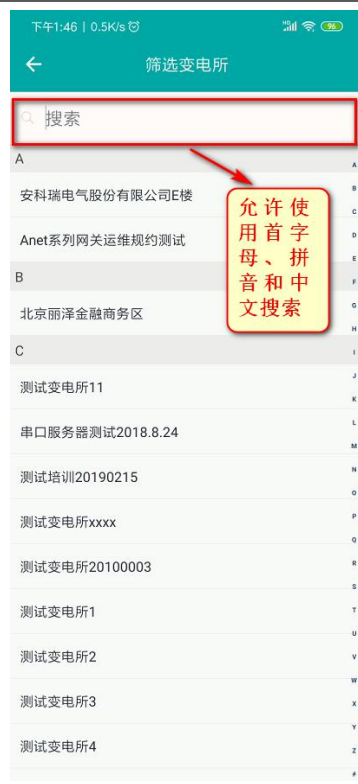 下午1:46 | 0.5K/s
96
筛选变电所
搜索
A
安科瑞电气股份有限公司E楼
Anet系列网关运维规约测试
B
北京丽泽金融商务区
C
测试变电所11
串口服务器测试2018.8.24
测试培训20190215
测试变电所xxxx
测试变电所20100003
测试变电所1
测试变电所2
测试变电所3
测试变电所4
允许使
用首字
母、拼
音和中
文搜索
A
B
C
D
E
F
G
H
I
J
K
L
M
N
O
P
Q
R
S
T
U
V
W
X
Y
Z
#